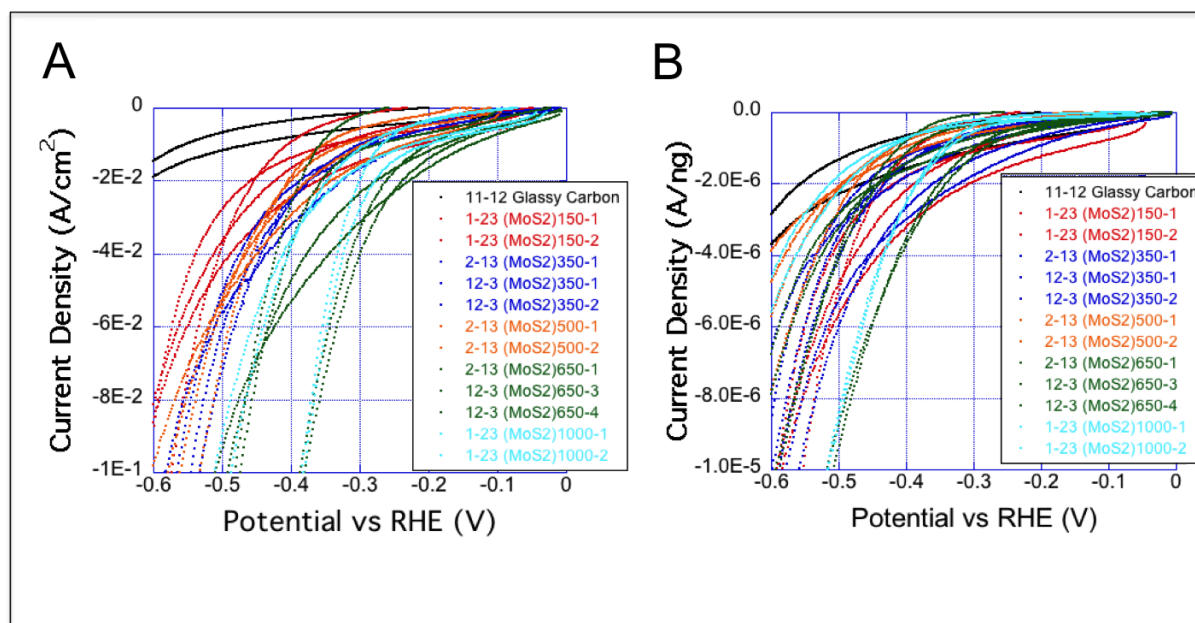 A
0
-2E-2
-4E-2
-6E-2
-8E-2
-1E-1
Current Density (A/cm2)
-0.6
-0.5
-0.4
-0.3
-0.2
-0.1
0
Potential vs RHE (V)
11-12 Glassy Carbon
1-23 (MoS2)150-1
1-23 (MoS2)150-2
2-13 (MoS2)350-1
12-3 (MoS2)350-1
12-3 (MoS2)350-2
2-13 (MoS2)500-1
2-13 (MoS2)500-2
2-13 (MoS2)650-1
12-3 (MoS2)650-3
12-3 (MoS2)650-4
1-23 (MoS2)1000-1
1-23 (MoS2)1000-2
B
0.0
-2.0E-6
-4.0E-6
-6.0E-6
-8.0E-6
-1.0E-5
Current Density (A/ng)
-0.6
-0.5
-0.4
-0.3
-0.2
-0.1
0
Potential vs RHE (V)
11-12 Glassy Carbon
1-23 (MoS2)150-1
1-23 (MoS2)150-2
2-13 (MoS2)350-1
12-3 (MoS2)350-1
12-3 (MoS2)350-2
2-13 (MoS2)500-1
2-13 (MoS2)500-2
2-13 (MoS2)650-1
12-3 (MoS2)650-3
12-3 (MoS2)650-4
1-23 (MoS2)1000-1
1-23 (MoS2)1000-2